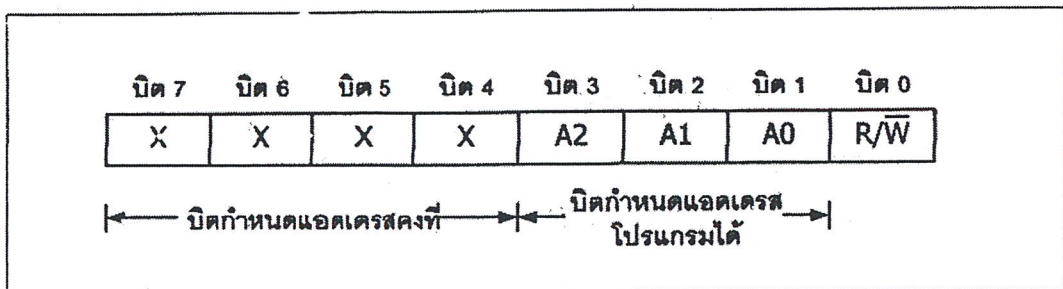 บิต 7 บิต 6 บิต 5 บิต 4 บิต 3 บิต 2 บิต 1 บิต 0
X X X X A2 A1 A0 R/W̅
บิตกำหนดแอดเดรสคงที่ บิตกำหนดแอดเดรส
โปรแกรมได้